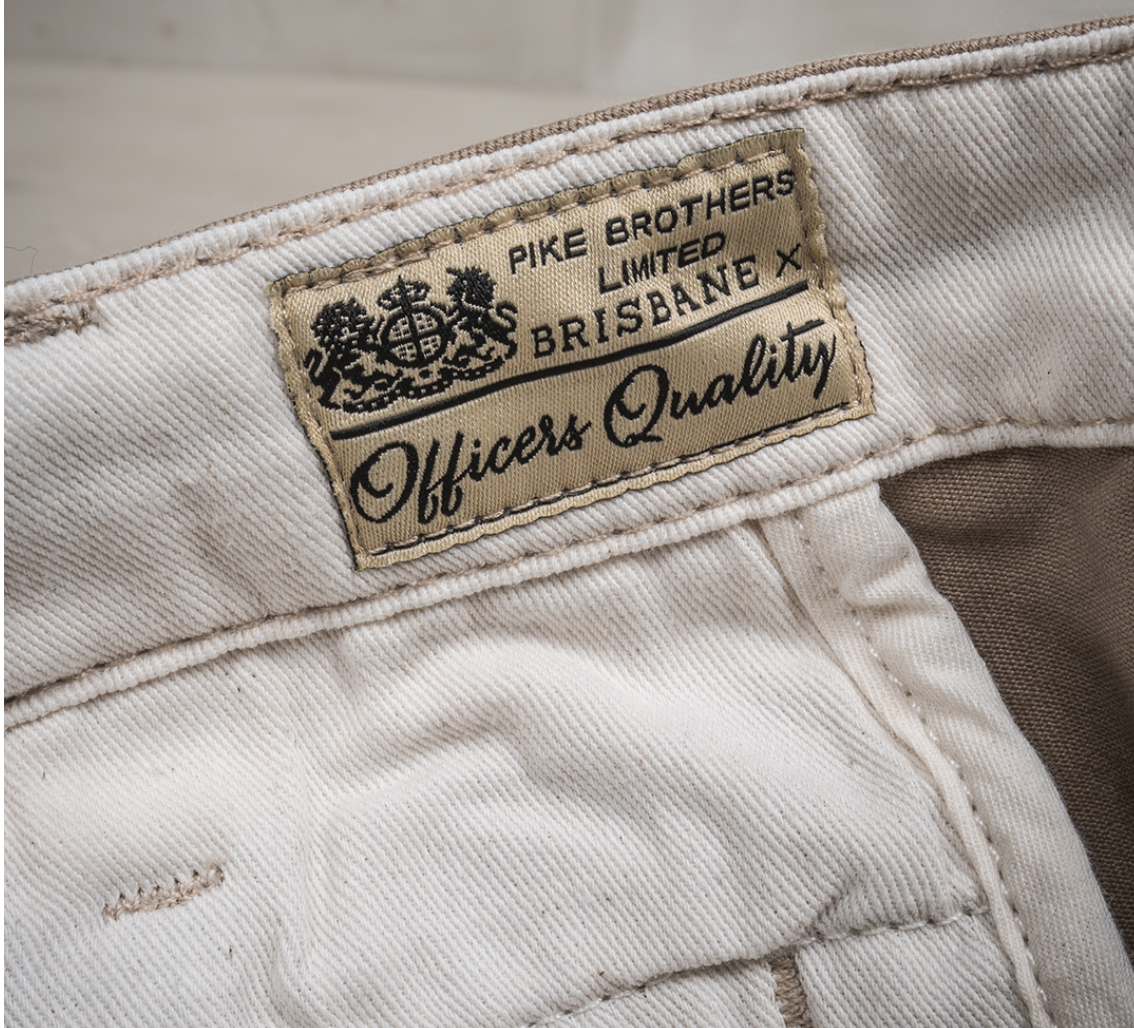 PIKE BROTHERS
LIMITED
BRISBANE X
Officers Quality